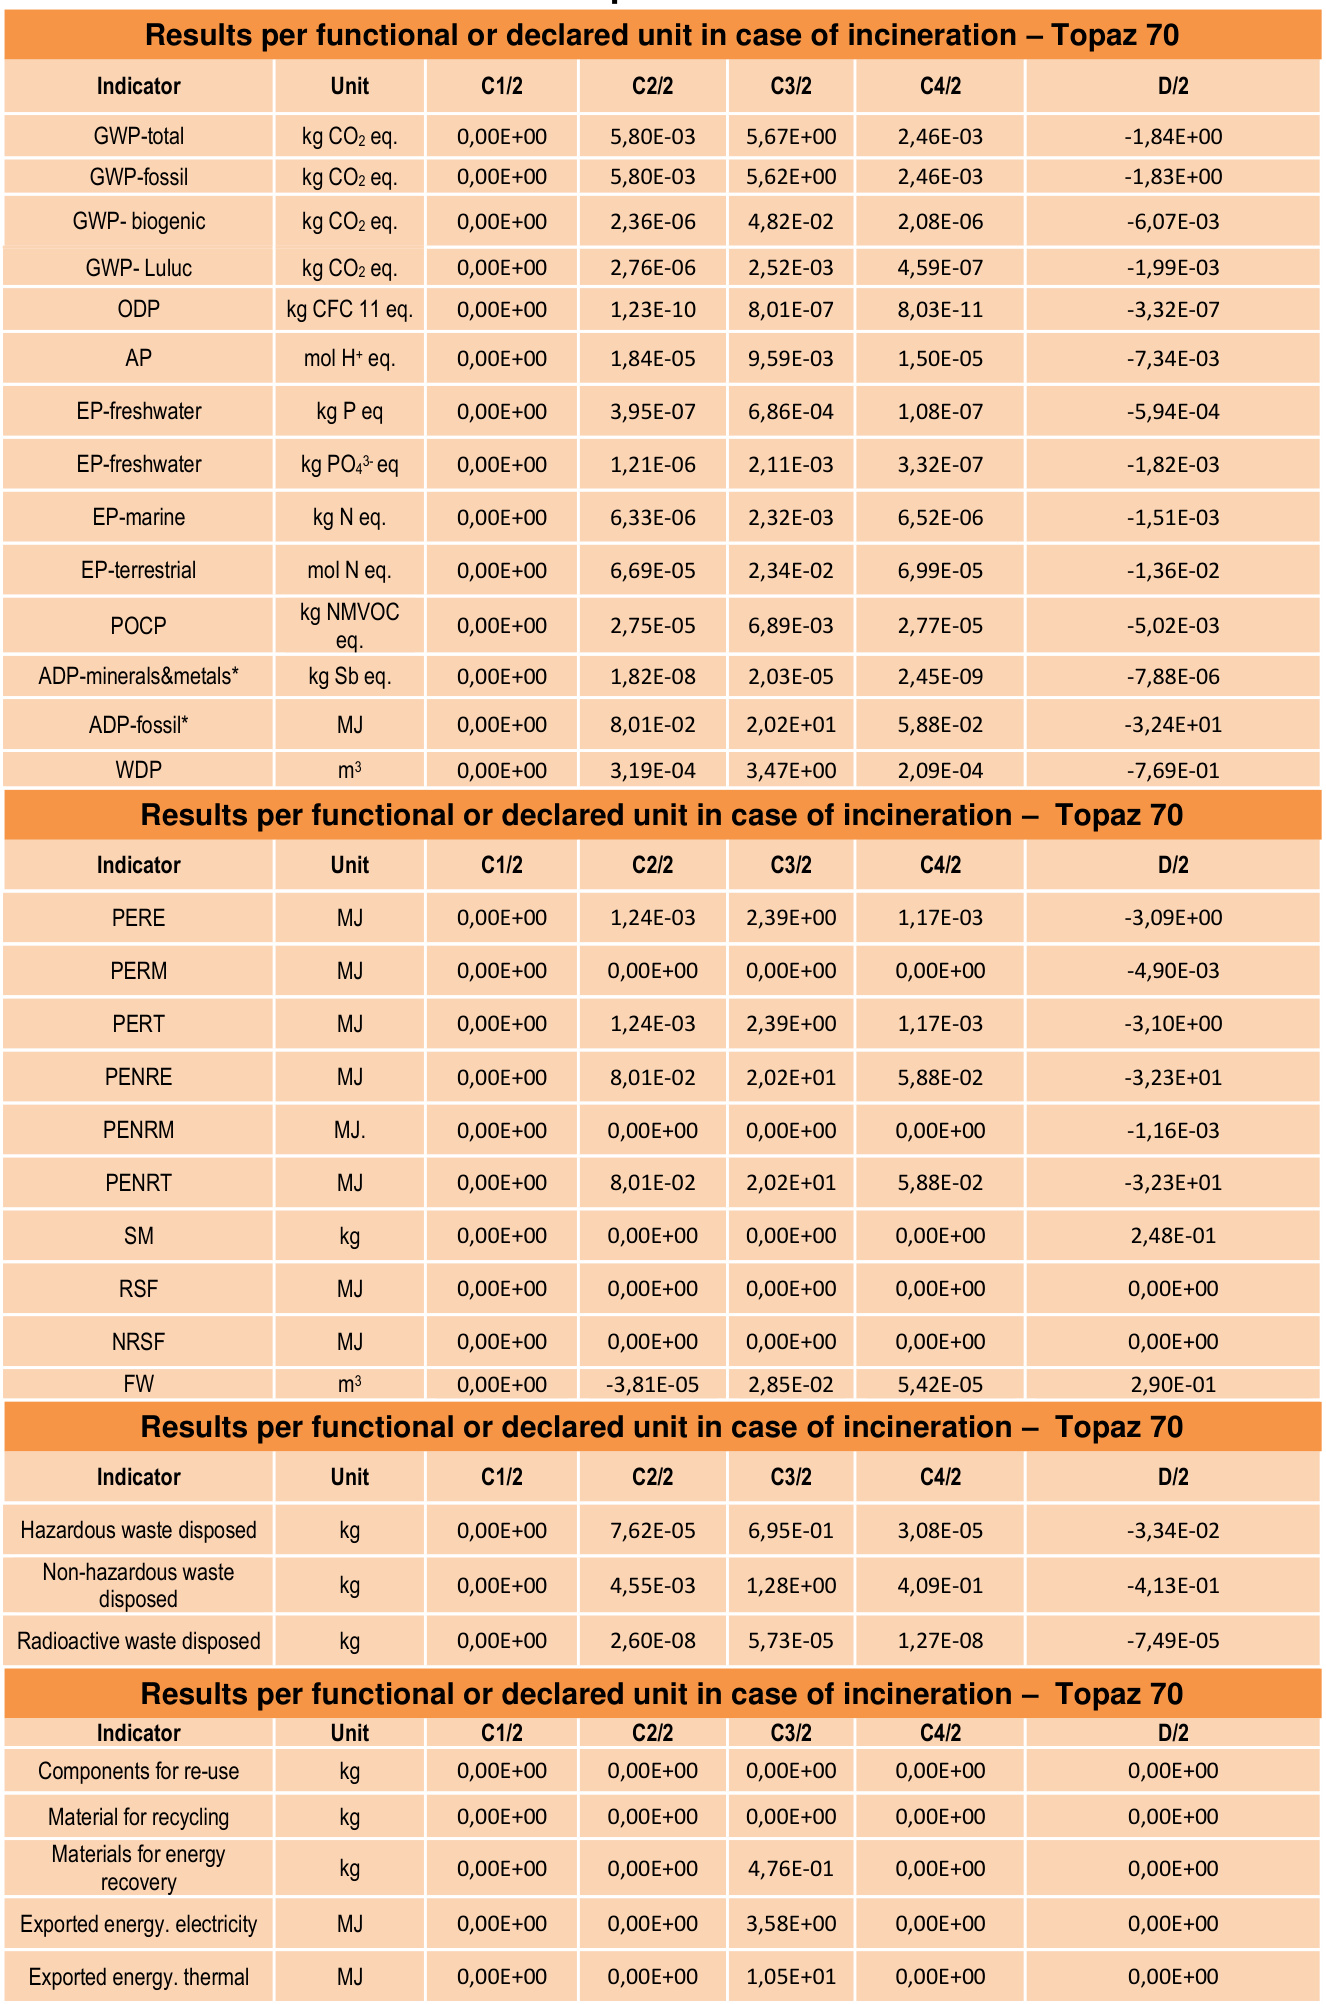 Results per functional or declared unit in case of incineration – Topaz 70
Indicator Unit C1/2 C2/2 C3/2 C4/2 D/2
GWP-total kg CO₂ eq. 0,00E+00 5,80E-03 5,67E+00 2,46E-03 -1,84E+00
GWP-fossil kg CO₂ eq. 0,00E+00 5,80E-03 5,62E+00 2,46E-03 -1,83E+00
GWP- biogenic kg CO₂ eq. 0,00E+00 2,36E-06 4,82E-02 2,08E-06 -6,07E-03
GWP- Luluc kg CO₂ eq. 0,00E+00 2,76E-06 2,52E-03 4,59E-07 -1,99E-03
ODP kg CFC 11 eq. 0,00E+00 1,23E-10 8,01E-07 8,03E-11 -3,32E-07
AP mol H⁺ eq. 0,00E+00 1,84E-05 9,59E-03 1,50E-05 -7,34E-03
EP-freshwater kg P eq 0,00E+00 3,95E-07 6,86E-04 1,08E-07 -5,94E-04
EP-freshwater kg PO₄³⁻ eq 0,00E+00 1,21E-06 2,11E-03 3,32E-07 -1,82E-03
EP-marine kg N eq. 0,00E+00 6,33E-06 2,32E-03 6,52E-06 -1,51E-03
EP-terrestrial mol N eq. 0,00E+00 6,69E-05 2,34E-02 6,99E-05 -1,36E-02
POCP kg NMVOC
eq. 0,00E+00 2,75E-05 6,89E-03 2,77E-05 -5,02E-03
ADP-minerals&metals* kg Sb eq. 0,00E+00 1,82E-08 2,03E-05 2,45E-09 -7,88E-06
ADP-fossil* MJ 0,00E+00 8,01E-02 2,02E+01 5,88E-02 -3,24E+01
WDP m³ 0,00E+00 3,19E-04 3,47E+00 2,09E-04 -7,69E-01
Results per functional or declared unit in case of incineration – Topaz 70
Indicator Unit C1/2 C2/2 C3/2 C4/2 D/2
PERE MJ 0,00E+00 1,24E-03 2,39E+00 1,17E-03 -3,09E+00
PERM MJ 0,00E+00 0,00E+00 0,00E+00 0,00E+00 -4,90E-03
PERT MJ 0,00E+00 1,24E-03 2,39E+00 1,17E-03 -3,10E+00
PENRE MJ 0,00E+00 8,01E-02 2,02E+01 5,88E-02 -3,23E+01
PENRM MJ. 0,00E+00 0,00E+00 0,00E+00 0,00E+00 -1,16E-03
PENRT MJ 0,00E+00 8,01E-02 2,02E+01 5,88E-02 -3,23E+01
SM kg 0,00E+00 0,00E+00 0,00E+00 0,00E+00 2,48E-01
RSF MJ 0,00E+00 0,00E+00 0,00E+00 0,00E+00 0,00E+00
NRSF MJ 0,00E+00 0,00E+00 0,00E+00 0,00E+00 0,00E+00
FW m³ 0,00E+00 -3,81E-05 2,85E-02 5,42E-05 2,90E-01
Results per functional or declared unit in case of incineration – Topaz 70
Indicator Unit C1/2 C2/2 C3/2 C4/2 D/2
Hazardous waste disposed kg 0,00E+00 7,62E-05 6,95E-01 3,08E-05 -3,34E-02
Non-hazardous waste
disposed kg 0,00E+00 4,55E-03 1,28E+00 4,09E-01 -4,13E-01
Radioactive waste disposed kg 0,00E+00 2,60E-08 5,73E-05 1,27E-08 -7,49E-05
Results per functional or declared unit in case of incineration – Topaz 70
Indicator Unit C1/2 C2/2 C3/2 C4/2 D/2
Components for re-use kg 0,00E+00 0,00E+00 0,00E+00 0,00E+00 0,00E+00
Material for recycling kg 0,00E+00 0,00E+00 0,00E+00 0,00E+00 0,00E+00
Materials for energy
recovery kg 0,00E+00 0,00E+00 4,76E-01 0,00E+00 0,00E+00
Exported energy. electricity MJ 0,00E+00 0,00E+00 3,58E+00 0,00E+00 0,00E+00
Exported energy. thermal MJ 0,00E+00 0,00E+00 1,05E+01 0,00E+00 0,00E+00